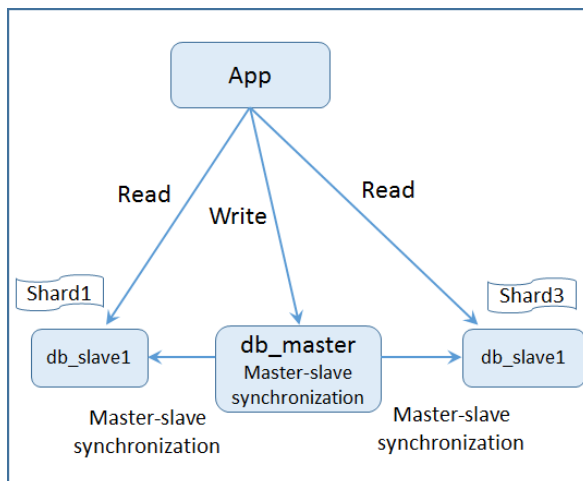 App
Read
Read
Write
Shard1
Shard3
db_slave1
db_master
Master-slave
synchronization
db_slave1
Master-slave
synchronization
Master-slave
synchronization